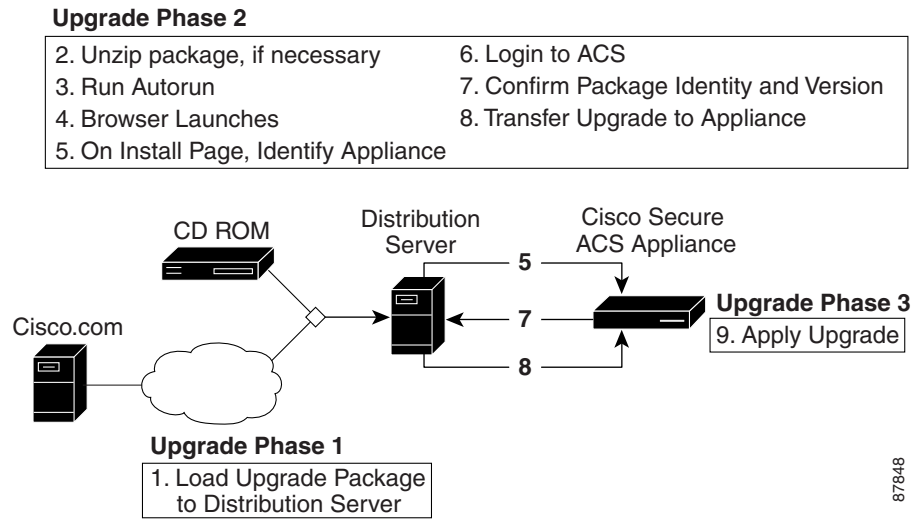 Upgrade Phase 2
2. Unzip package, if necessary
3. Run Autorun
4. Browser Launches
5. On Install Page, Identify Appliance
6. Login to ACS
7. Confirm Package Identity and Version
8. Transfer Upgrade to Appliance
CD ROM
Distribution
Server
Cisco Secure
ACS Appliance
5
7
8
Upgrade Phase 3
9. Apply Upgrade
Cisco.com
Upgrade Phase 1
1. Load Upgrade Package
to Distribution Server
87848